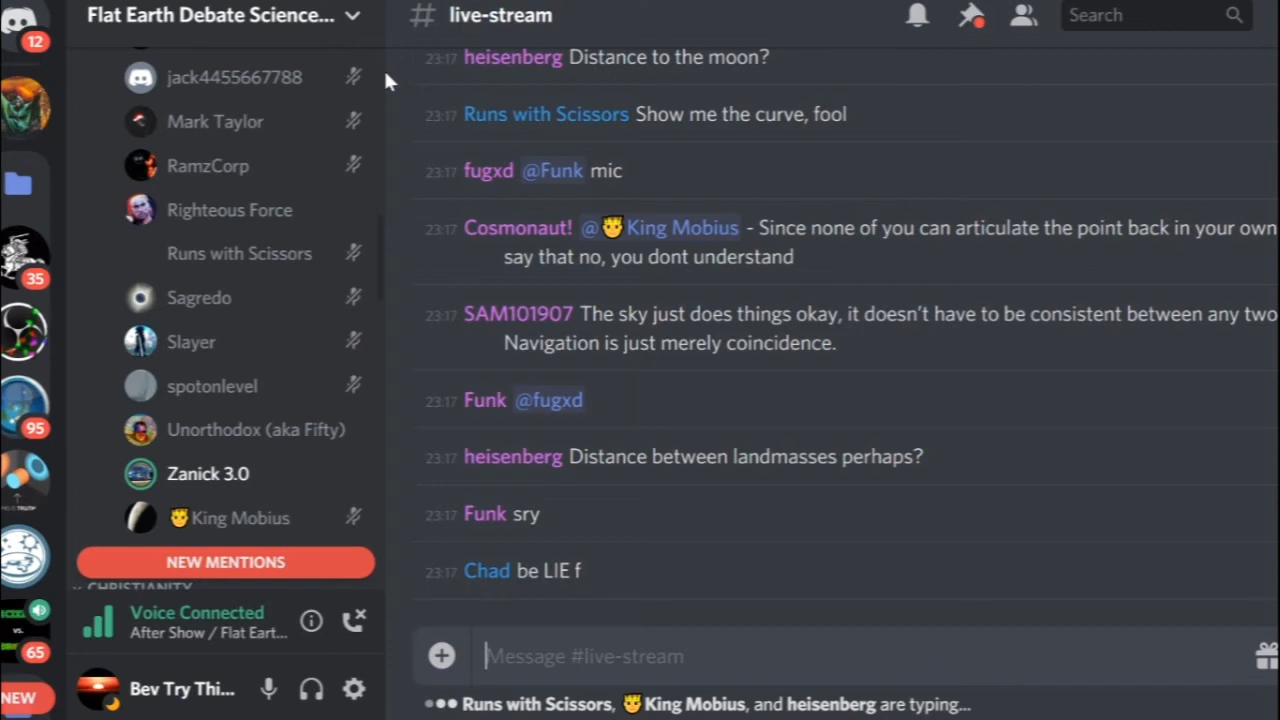 Flat Earth Debate Science...
# live-stream
Search
12
jack4455667788
Mark Taylor
RamzCorp
Righteous Force
Runs with Scissors
Sagredo
Slayer
spotonlevel
Unorthodox (aka Fifty)
Zanick 3.0
🤴King Mobius
NEW MENTIONS
CHRISTIANITY
Voice Connected
After Show / Flat Eart...
Bev Try Thi...
35
95
VS.
65
NEW
23:17 heisenberg Distance to the moon?
23:17 Runs with Scissors Show me the curve, fool
23:17 fugxd @Funk mic
23:17 Cosmonaut! @🤴King Mobius - Since none of you can articulate the point back in your own
say that no, you dont understand
23:17 SAM101907 The sky just does things okay, it doesn't have to be consistent between any two
Navigation is just merely coincidence.
23:17 Funk @fugxd
23:17 heisenberg Distance between landmasses perhaps?
23:17 Funk sry
23:17 Chad be LIE f
Message #live-stream
Runs with Scissors, 🤴King Mobius, and heisenberg are typing...